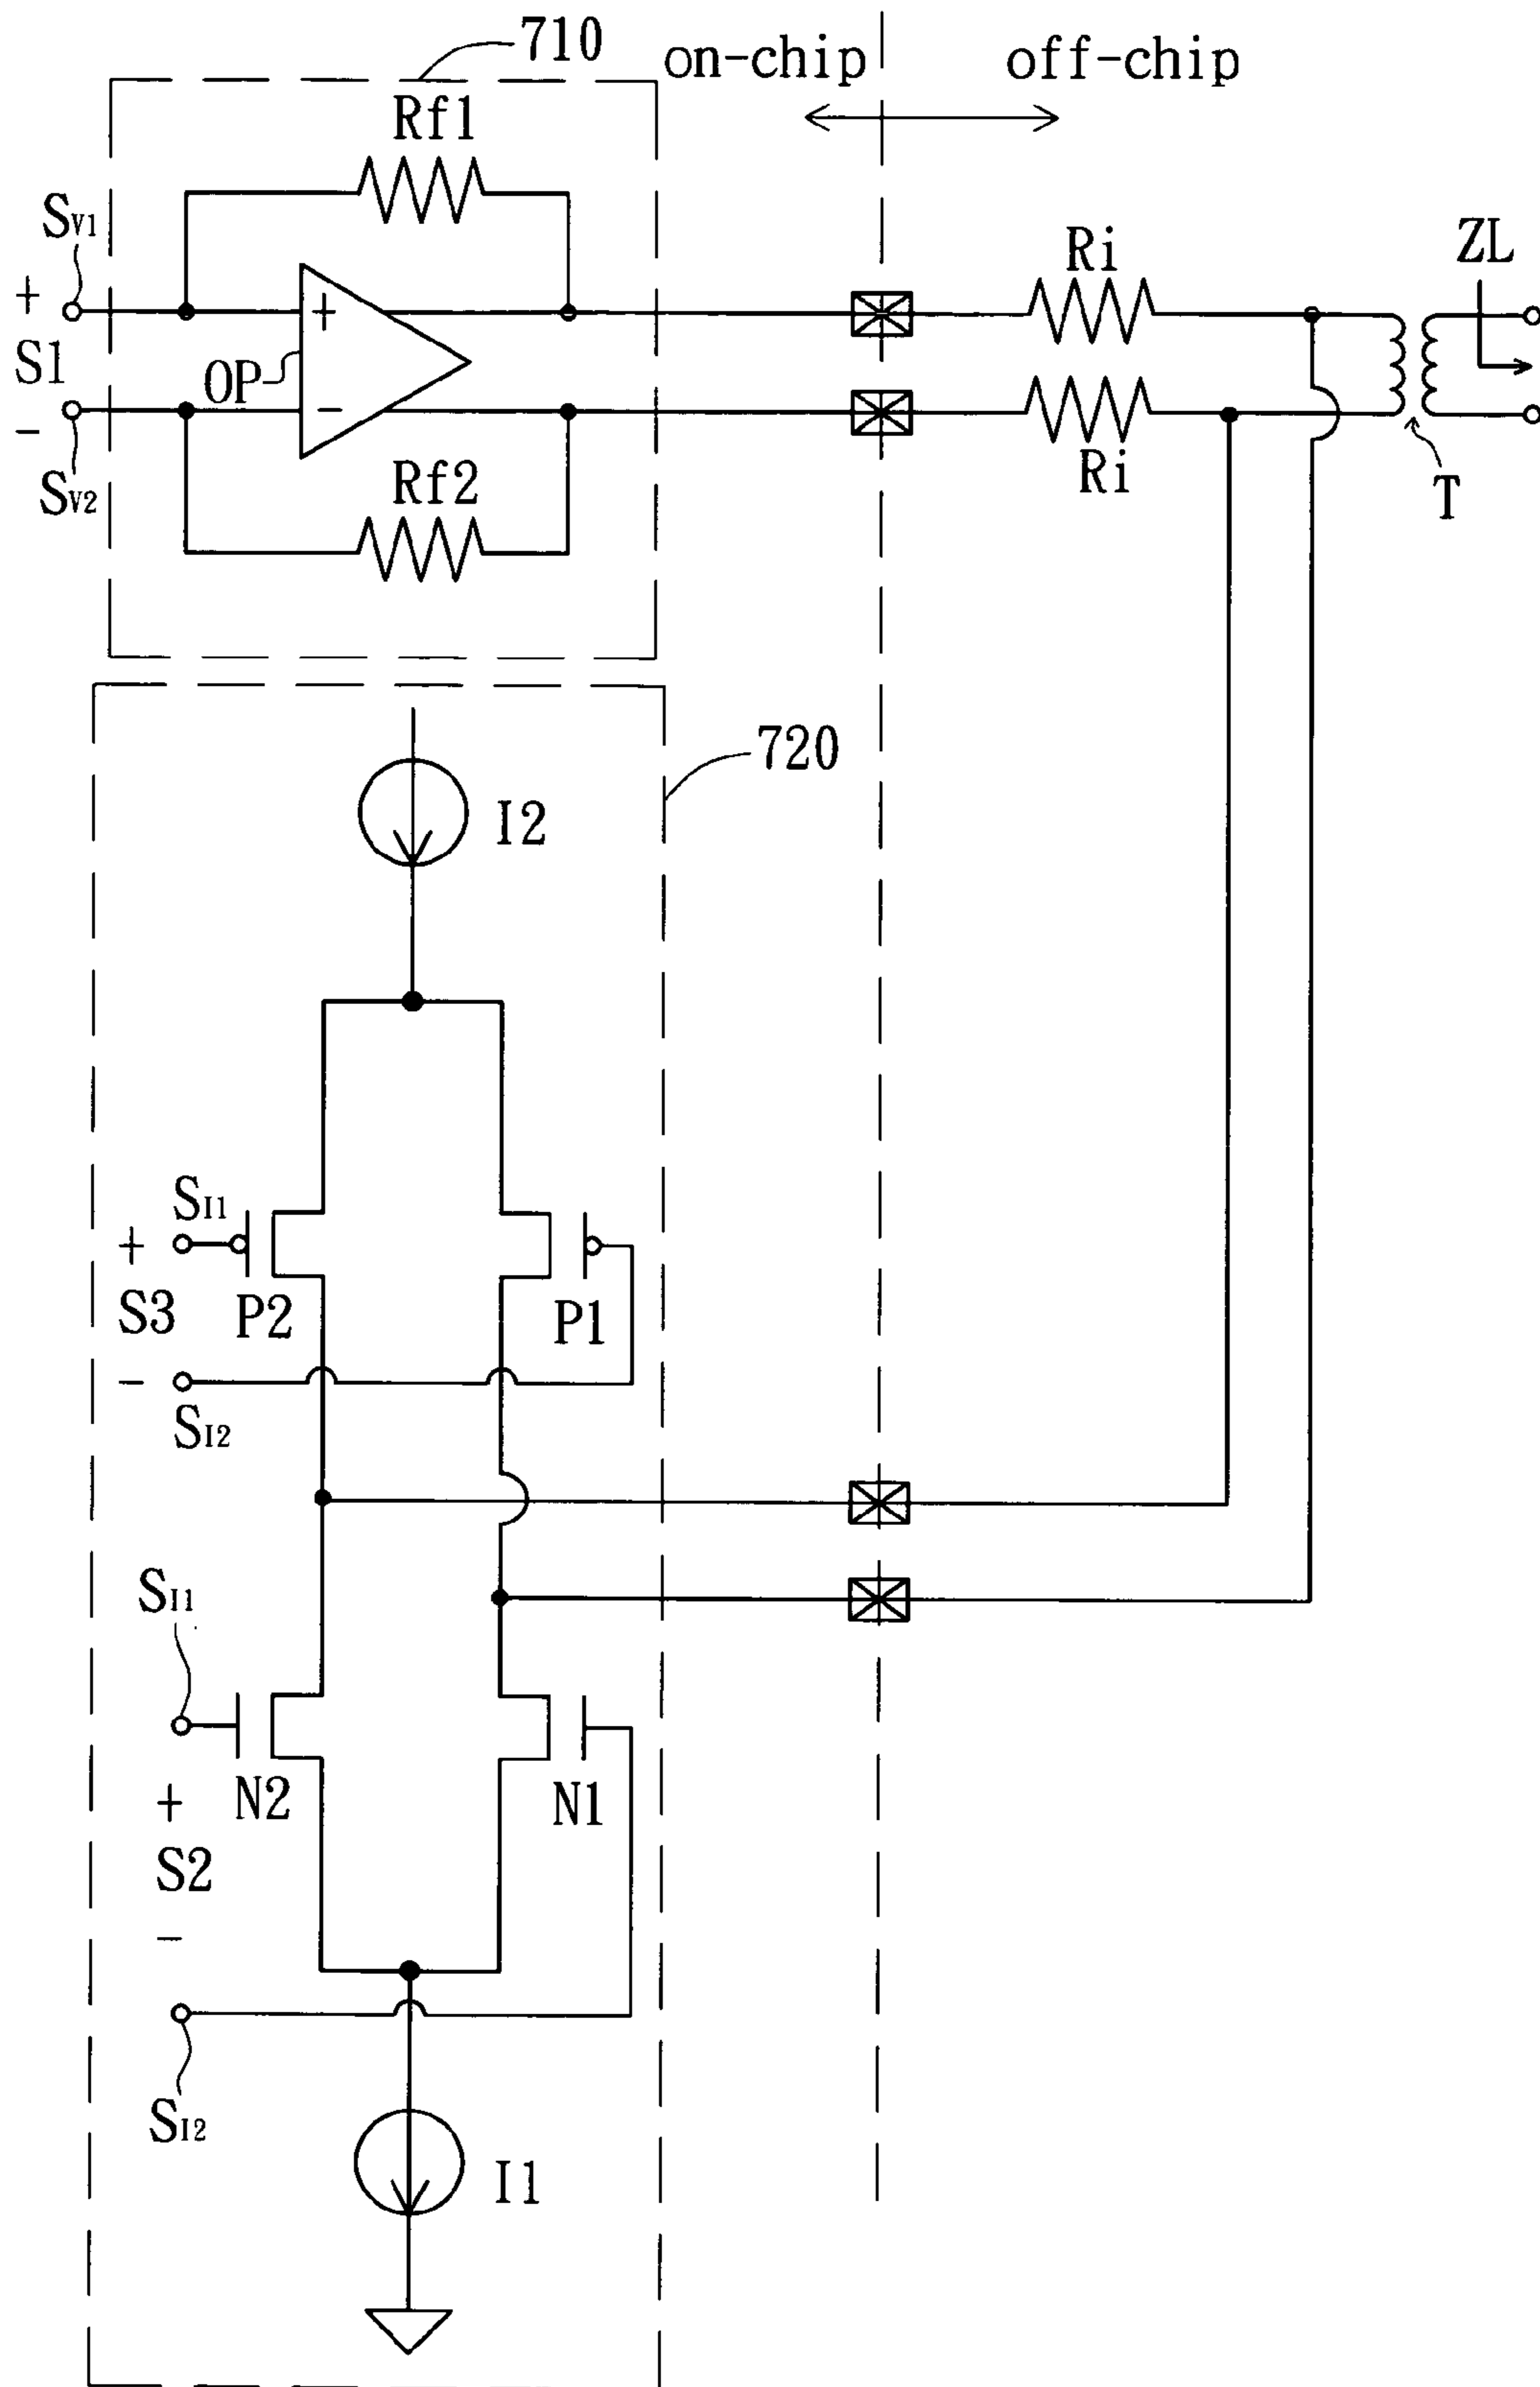 710
on-chip
off-chip
Rf1
SV1
+
S1
-
SV2
OP
+
-
Rf2
Ri
Ri
ZL
T
720
I2
SI1
+
S3
-
SI2
P2
P1
SI1
N2
N1
+
S2
-
SI2
I1